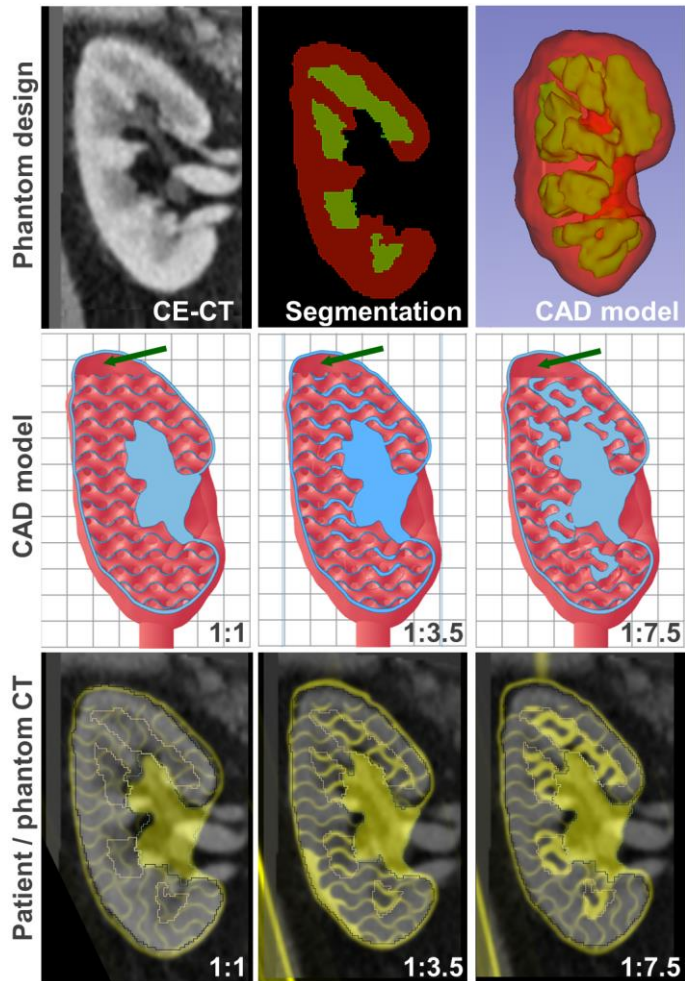 Phantom design
CE-CT
Segmentation
CAD model
CAD model
1:1
1:3.5
1:7.5
Patient / phantom CT
1:1
1:3.5
1:7.5